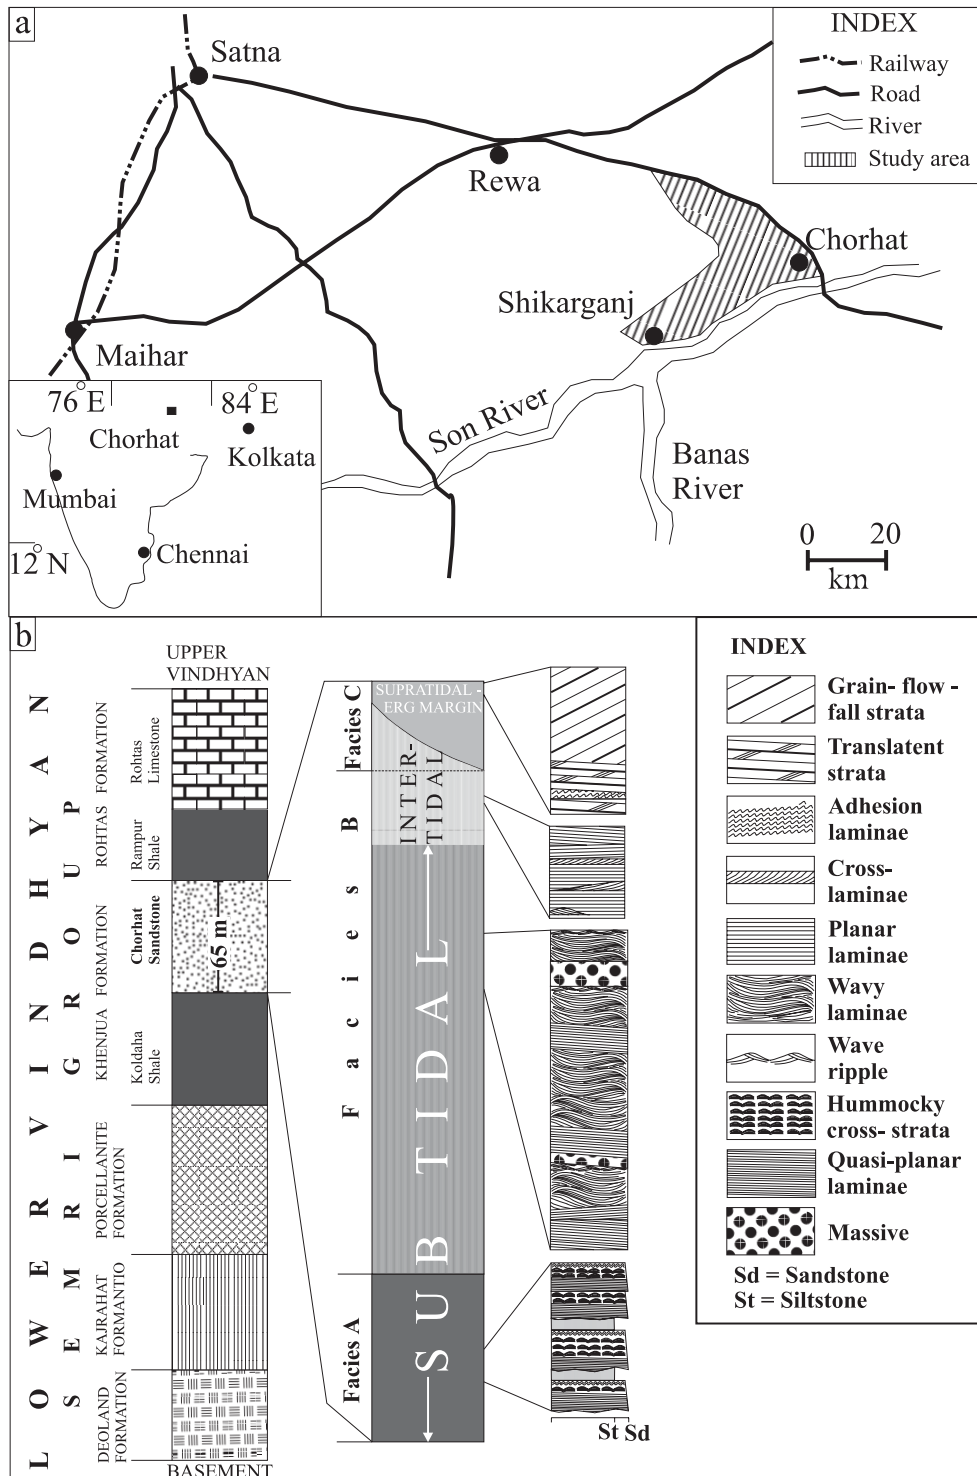 a
Satna
INDEX
Railway
Road
River
Study area
Rewa
Chorhat
Shikarganj
Maihar
76°E
84°E
Chorhat
Kolkata
Mumbai
12°N
Chennai
Son River
Banas
River
0 20
km
b
LOWER VINDHYAN
SEMRI GROUP
UPPER
VINDHYAN
ROHTAS FORMATION
Rohtas
Limestone
Rampur
Shale
KHENJUA FORMATION
Chorhat
Sandstone
65 m
Koldaha
Shale
PORCELLANITE
FORMATION
KAJRAHAT
FORMANTIO
DEOLAND
FORMATION
BASEMENT
Facies C
SUPRATIDAL -
ERG MARGIN
Facies B
INTER-
TIDAL
SUBTIDAL
Facies A
St Sd
INDEX
Grain- flow -
fall strata
Translatent
strata
Adhesion
laminae
Cross-
laminae
Planar
laminae
Wavy
laminae
Wave
ripple
Hummocky
cross- strata
Quasi-planar
laminae
Massive
Sd = Sandstone
St = Siltstone